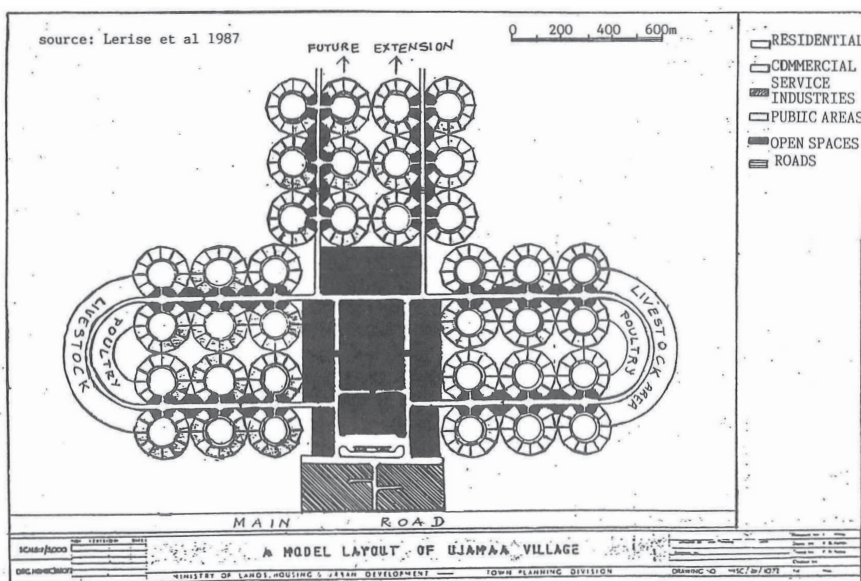 source: Lerise et al 1987
0 200 400 600m
FUTURE EXTENSION
RESIDENTIAL
COMMERCIAL
SERVICE
INDUSTRIES
PUBLIC AREAS
OPEN SPACES
ROADS
LIVESTOCK
POULTRY
POULTRY
LIVESTOCK AREA
MAIN ROAD
A MODEL LAYOUT OF UJAMAA VILLAGE
MINISTRY OF LANDS, HOUSING & URBAN DEVELOPMENT — TOWN PLANNING DIVISION
DRAWING NO